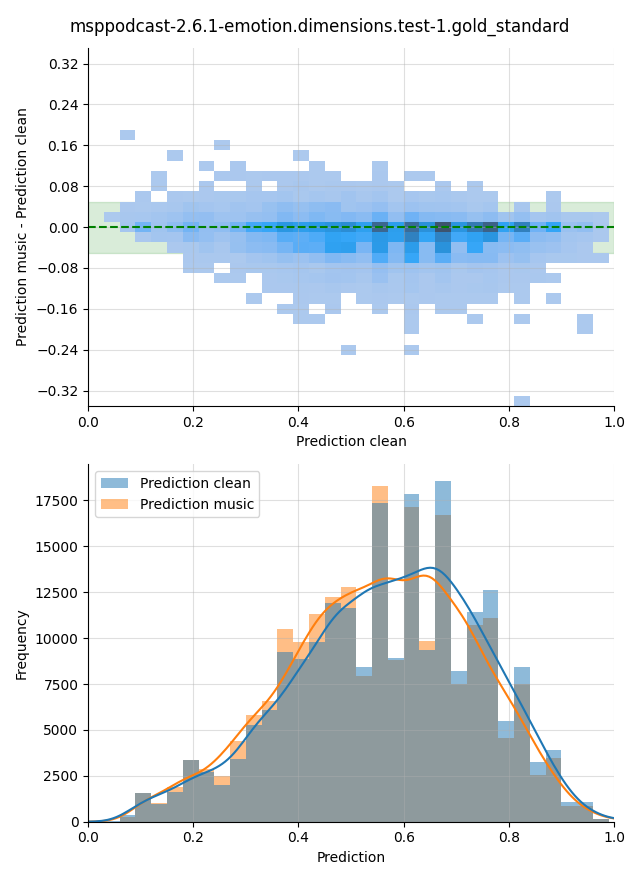 msppodcast-2.6.1-emotion.dimensions.test-1.gold_standard
0.32
0.24
0.16
0.08
0.00
−0.08
−0.16
−0.24
−0.32
Prediction music - Prediction clean
0.0 0.2 0.4 0.6 0.8 1.0
Prediction clean
Prediction clean
Prediction music
17500
15000
12500
10000
7500
5000
2500
0
Frequency
0.0 0.2 0.4 0.6 0.8 1.0
Prediction